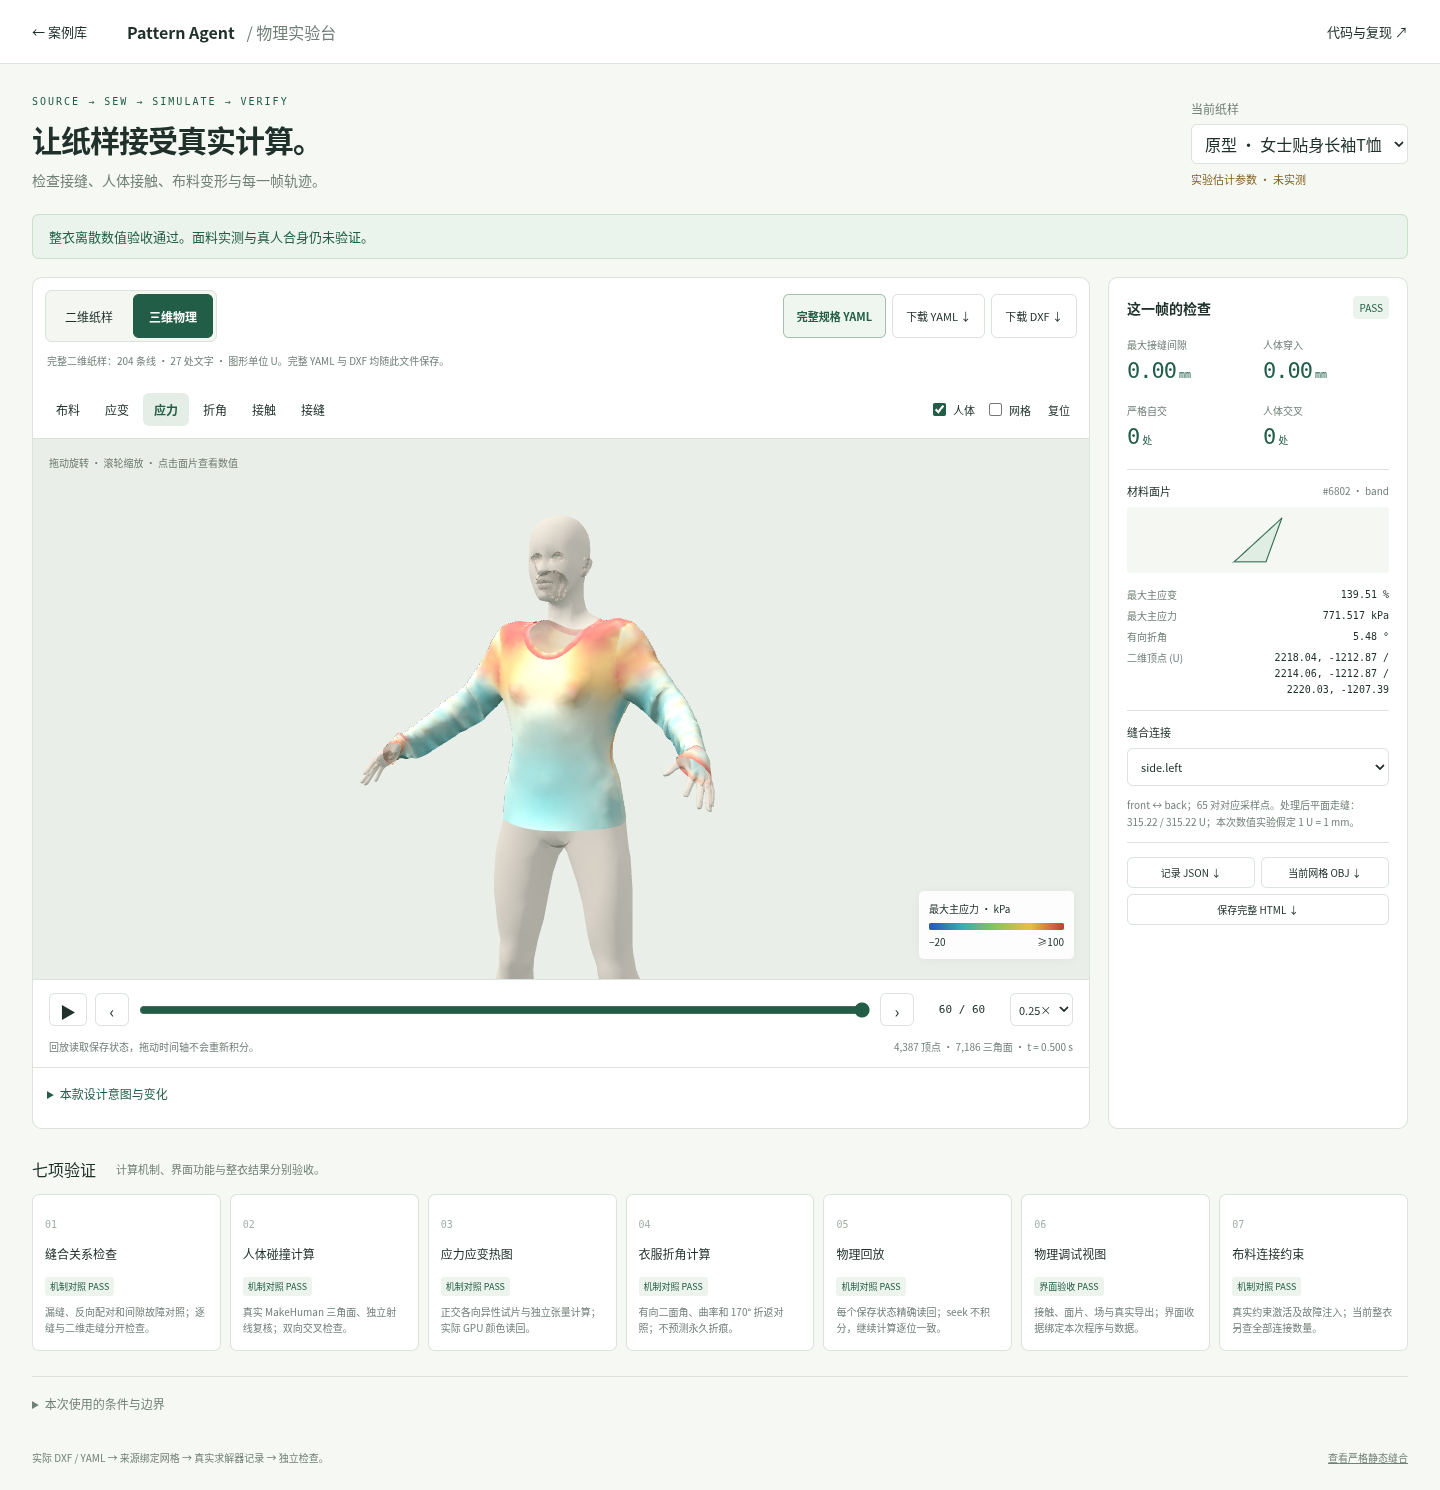 ← 案例库
Pattern Agent / 物理实验台
代码与复现 ↗
SOURCE → SEW → SIMULATE → VERIFY
让纸样接受真实计算。
检查接缝、人体接触、布料变形与每一帧轨迹。
当前纸样
原型 · 女士贴身长袖T恤
实验估计参数 · 未实测
整衣离散数值验收通过。面料实测与真人合身仍未验证。
二维纸样
三维物理
完整规格 YAML
下载 YAML ↓
下载 DXF ↓
完整二维纸样：204 条线 · 27 处文字 · 图形单位 U。完整 YAML 与 DXF 均随此文件保存。
布料
应变
应力
折角
接触
接缝
人体
网格
复位
拖动旋转 · 滚轮缩放 · 点击面片查看数值
最大主应力 · kPa
−20
≥100
60 / 60
0.25×
回放读取保存状态，拖动时间轴不会重新积分。
4,387 顶点 · 7,186 三角面 · t = 0.500 s
本款设计意图与变化
这一帧的检查
PASS
最大接缝间隙
人体穿入
0.00 mm
0.00 mm
严格自交
人体交叉
0 处
0 处
材料面片
#6802 · band
最大主应变
139.51 %
最大主应力
771.517 kPa
有向折角
5.48 °
二维顶点 (U)
2218.04, -1212.87 /
2214.06, -1212.87 /
2220.03, -1207.39
缝合连接
side.left
front ↔ back；65 对对应采样点。处理后平面走缝：
315.22 / 315.22 U；本次数值实验假定 1 U = 1 mm。
记录 JSON ↓
当前网格 OBJ ↓
保存完整 HTML ↓
七项验证
计算机制、界面功能与整衣结果分别验收。
01
缝合关系检查
机制对照 PASS
漏缝、反向配对和间隙故障对照；逐
缝与二维走缝分开检查。
02
人体碰撞计算
机制对照 PASS
真实 MakeHuman 三角面、独立射
线复核；双向交叉检查。
03
应力应变热图
机制对照 PASS
正交各向异性试片与独立张量计算；
实际 GPU 颜色读回。
04
衣服折角计算
机制对照 PASS
有向二面角、曲率和 170° 折返对
照；不预测永久折痕。
05
物理回放
机制对照 PASS
每个保存状态精确读回；seek 不积
分，继续计算逐位一致。
06
物理调试视图
界面验收 PASS
接触、面片、场与真实导出；界面收
据绑定本次程序与数据。
07
布料连接约束
机制对照 PASS
真实约束激活及故障注入；当前整衣
另查全部连接数量。
本次使用的条件与边界
实际 DXF / YAML → 来源绑定网格 → 真实求解器记录 → 独立检查。
查看严格静态缝合